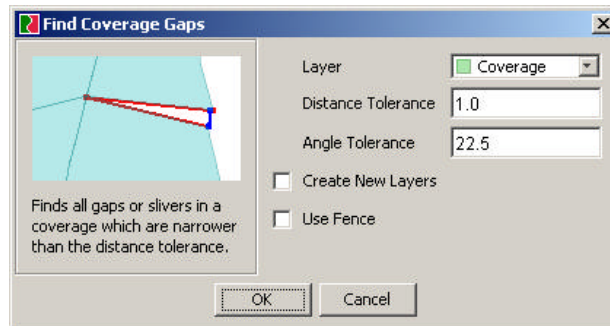 Find Coverage Gaps
Layer
Coverage
Distance Tolerance
1.0
Angle Tolerance
22.5
Create New Layers
Use Fence
Finds all gaps or slivers in a
coverage which are narrower
than the distance tolerance.
OK
Cancel